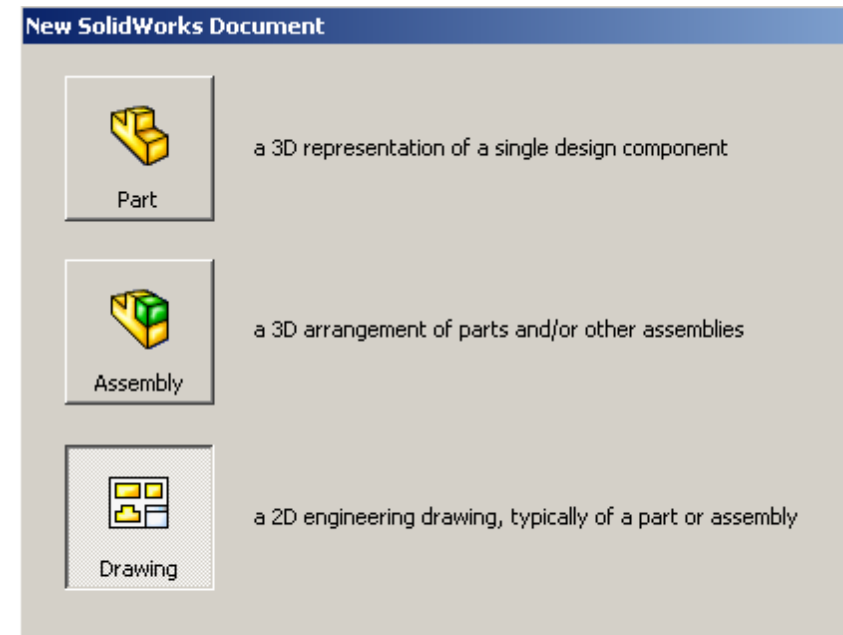 New SolidWorks Document
a 3D representation of a single design component
Part
a 3D arrangement of parts and/or other assemblies
Assembly
a 2D engineering drawing, typically of a part or assembly
Drawing